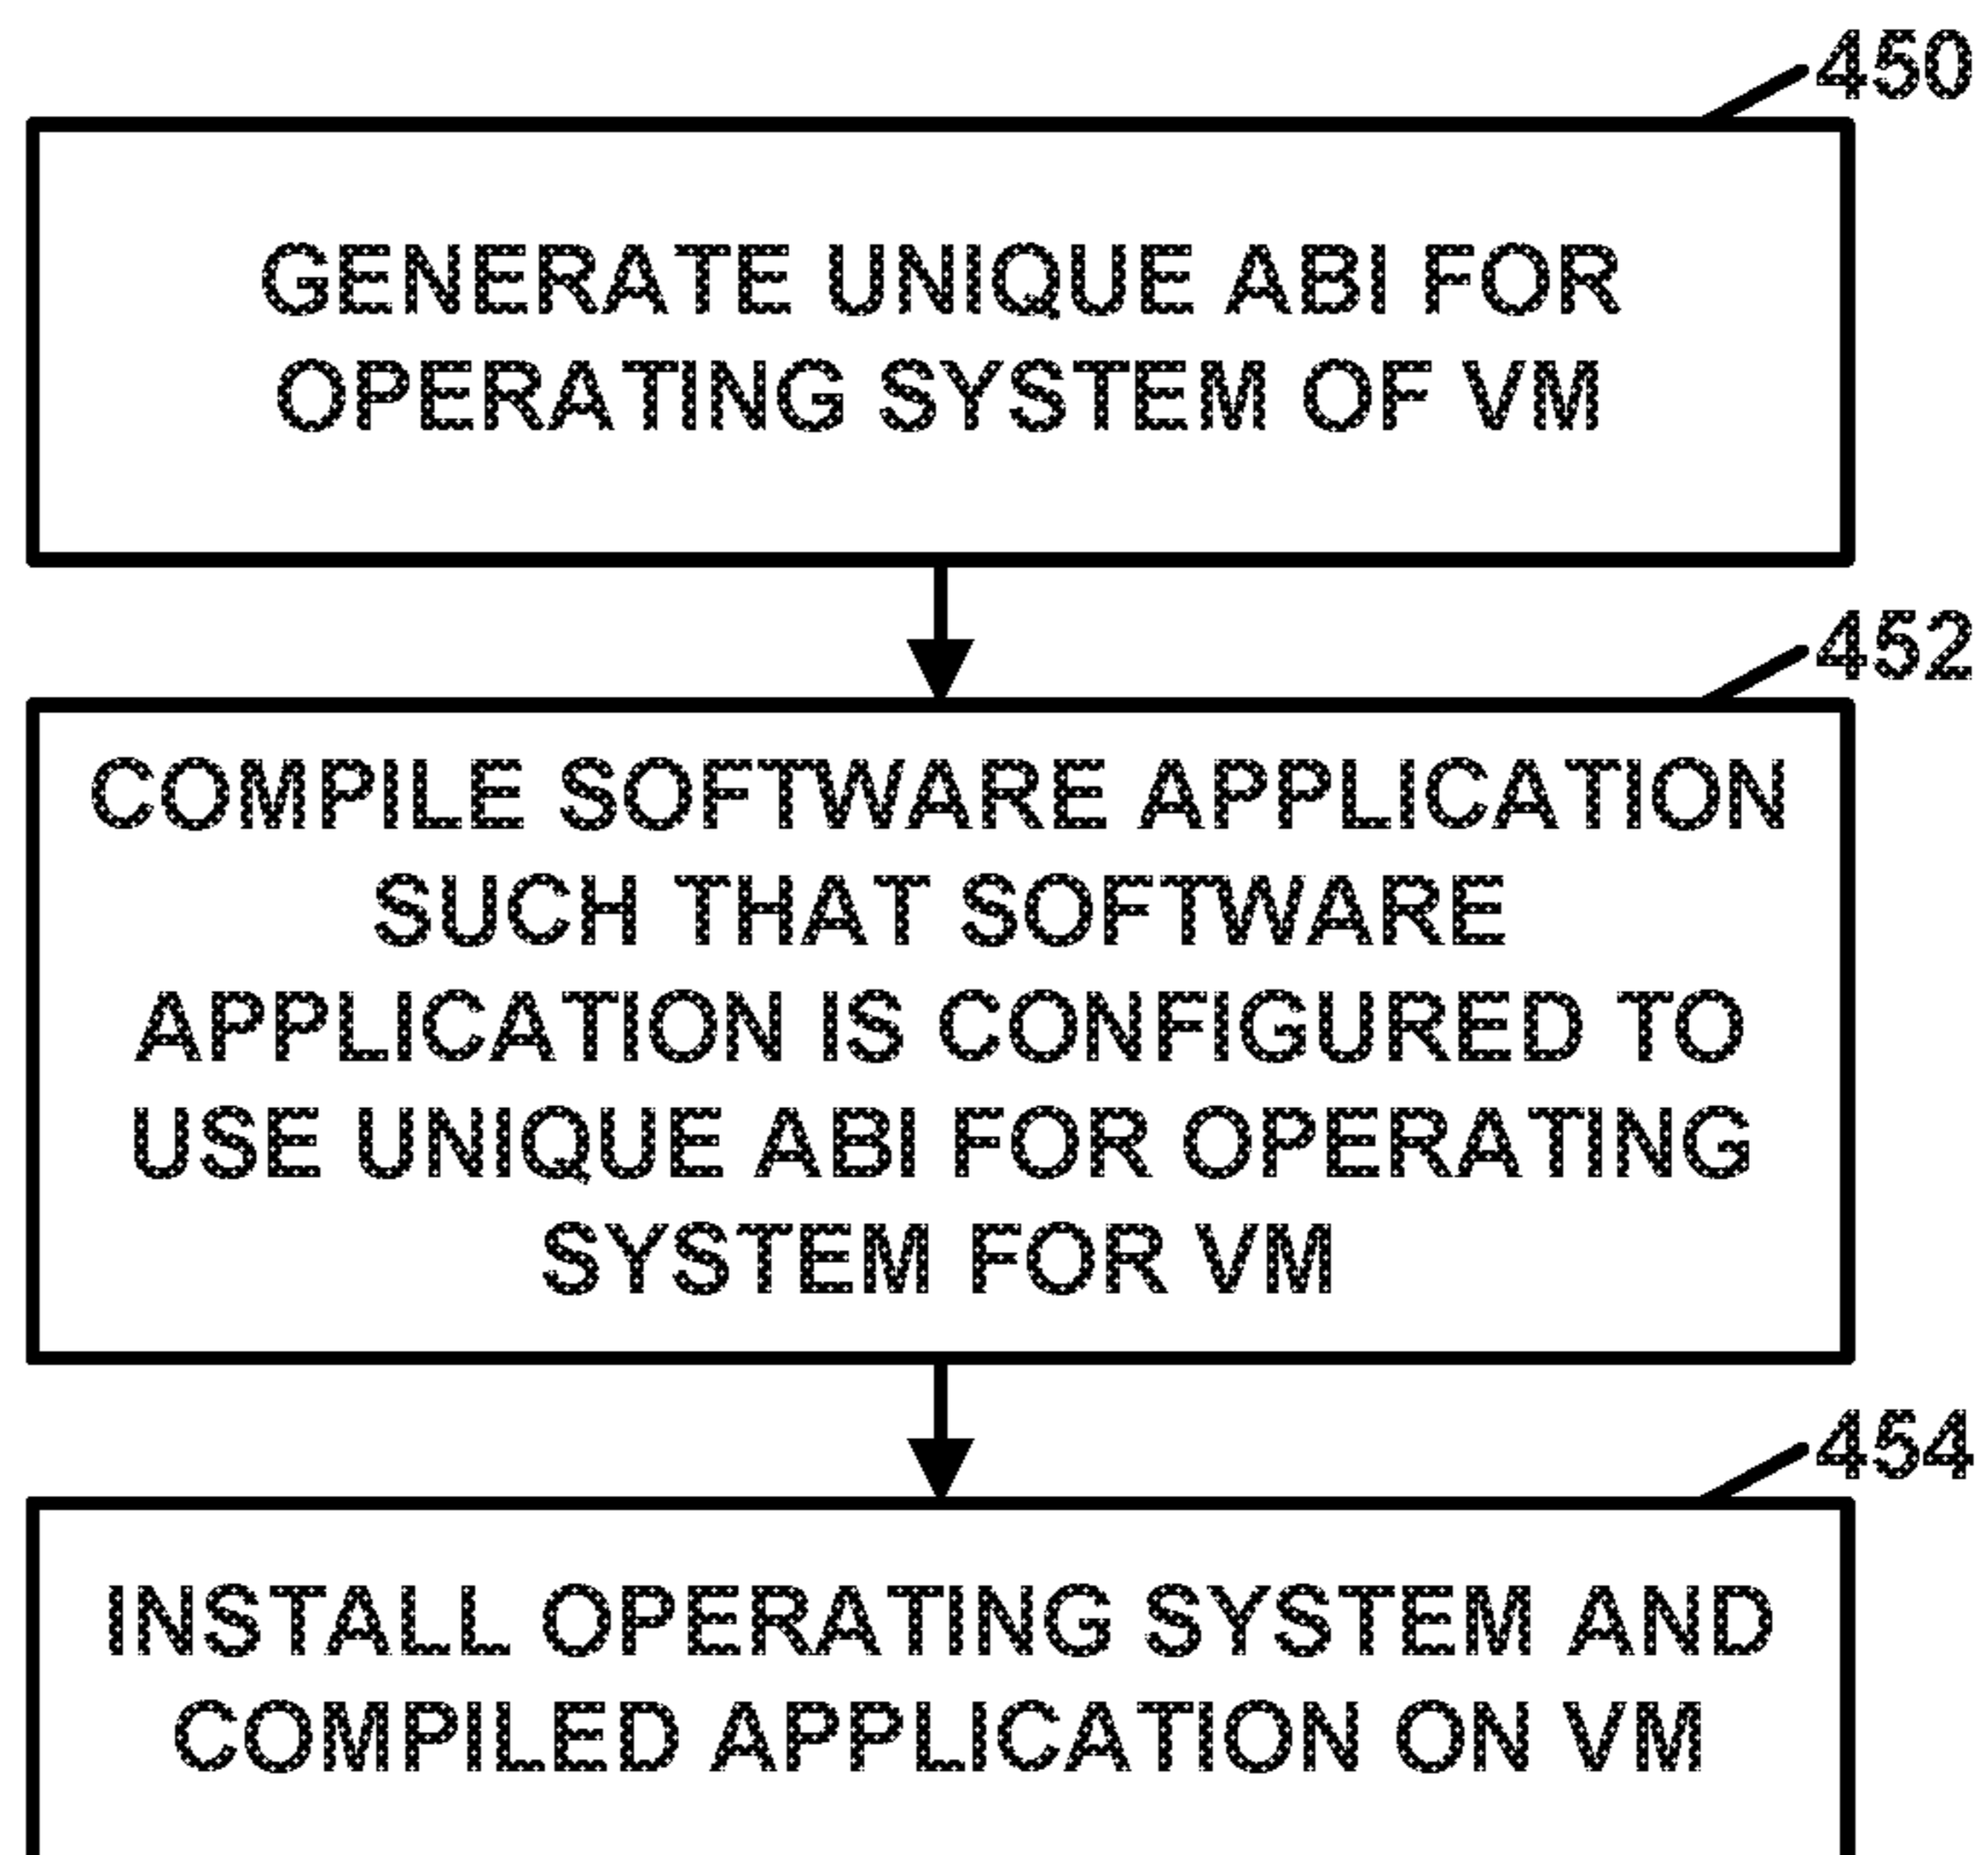 450
GENERATE UNIQUE ABI FOR
OPERATING SYSTEM OF VM
452
COMPILE SOFTWARE APPLICATION
SUCH THAT SOFTWARE
APPLICATION IS CONFIGURED TO
USE UNIQUE ABI FOR OPERATING
SYSTEM FOR VM
454
INSTALL OPERATING SYSTEM AND
COMPILED APPLICATION ON VM